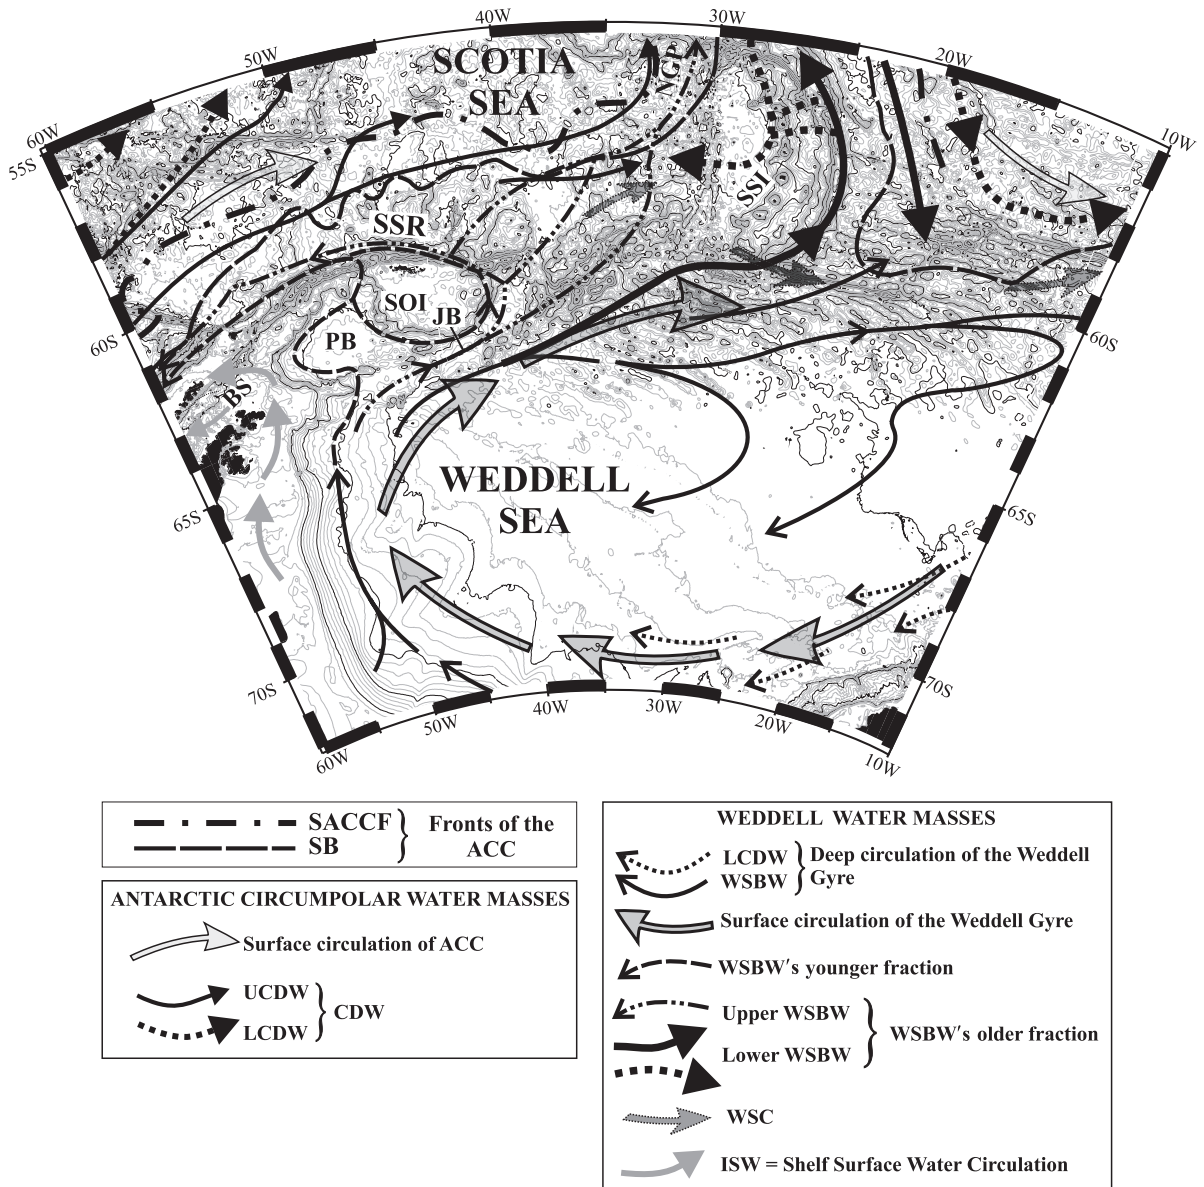 40W
30W
50W
20W
60W
10W
55S
SCOTIA
SEA
NGP
SSI
SSR
SOI
JB
PB
60S
60S
BS
WEDDELL
SEA
65S
65S
70S
70S
50W
40W
30W
20W
60W
10W
SACCF
SB
Fronts of the
ACC
ANTARCTIC CIRCUMPOLAR WATER MASSES
Surface circulation of ACC
UCDW
LCDW
CDW
WEDDELL WATER MASSES
LCDW
WSBW
Deep circulation of the Weddell
Gyre
Surface circulation of the Weddell Gyre
WSBW's younger fraction
Upper WSBW
Lower WSBW
WSBW's older fraction
WSC
ISW = Shelf Surface Water Circulation